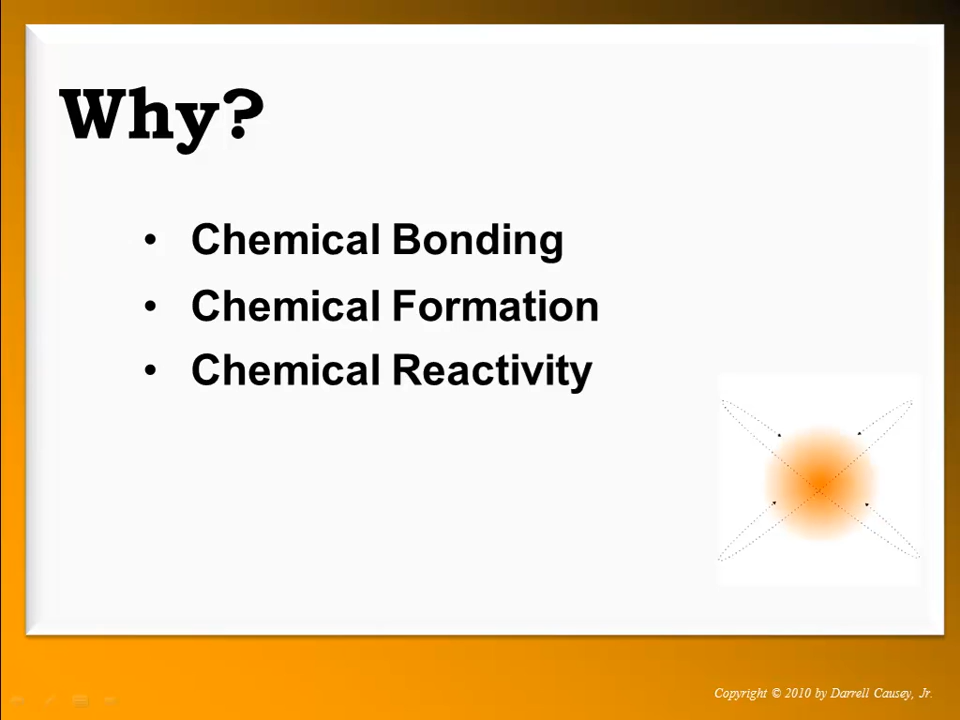 Why?
• Chemical Bonding
• Chemical Formation
• Chemical Reactivity
Copyright © 2010 by Darrell Causey, Jr.